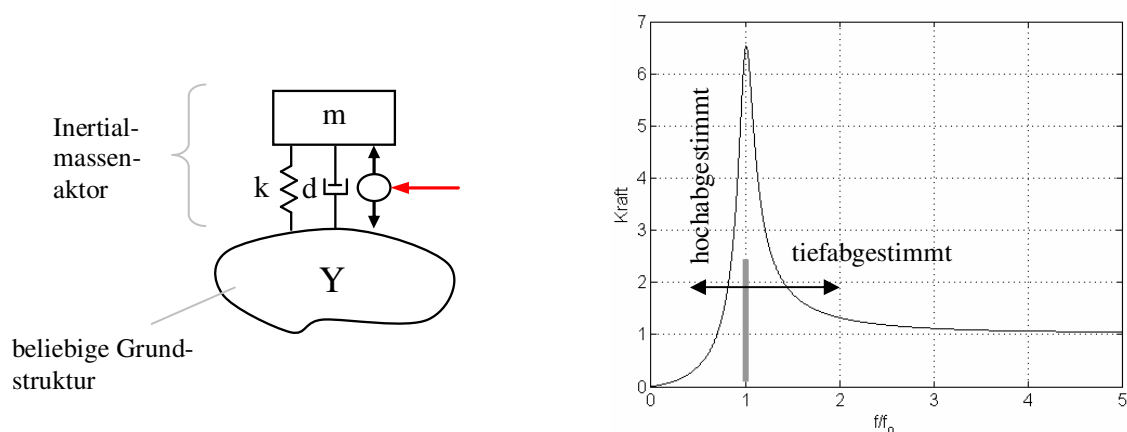 Inertial-
massen-
aktor
m
k
d
Y
beliebige Grund-
struktur
7
6
5
4
3
2
1
0
Kraft
hochabgestimmt
tiefabgestimmt
0
1
2
3
4
5
f/f₀